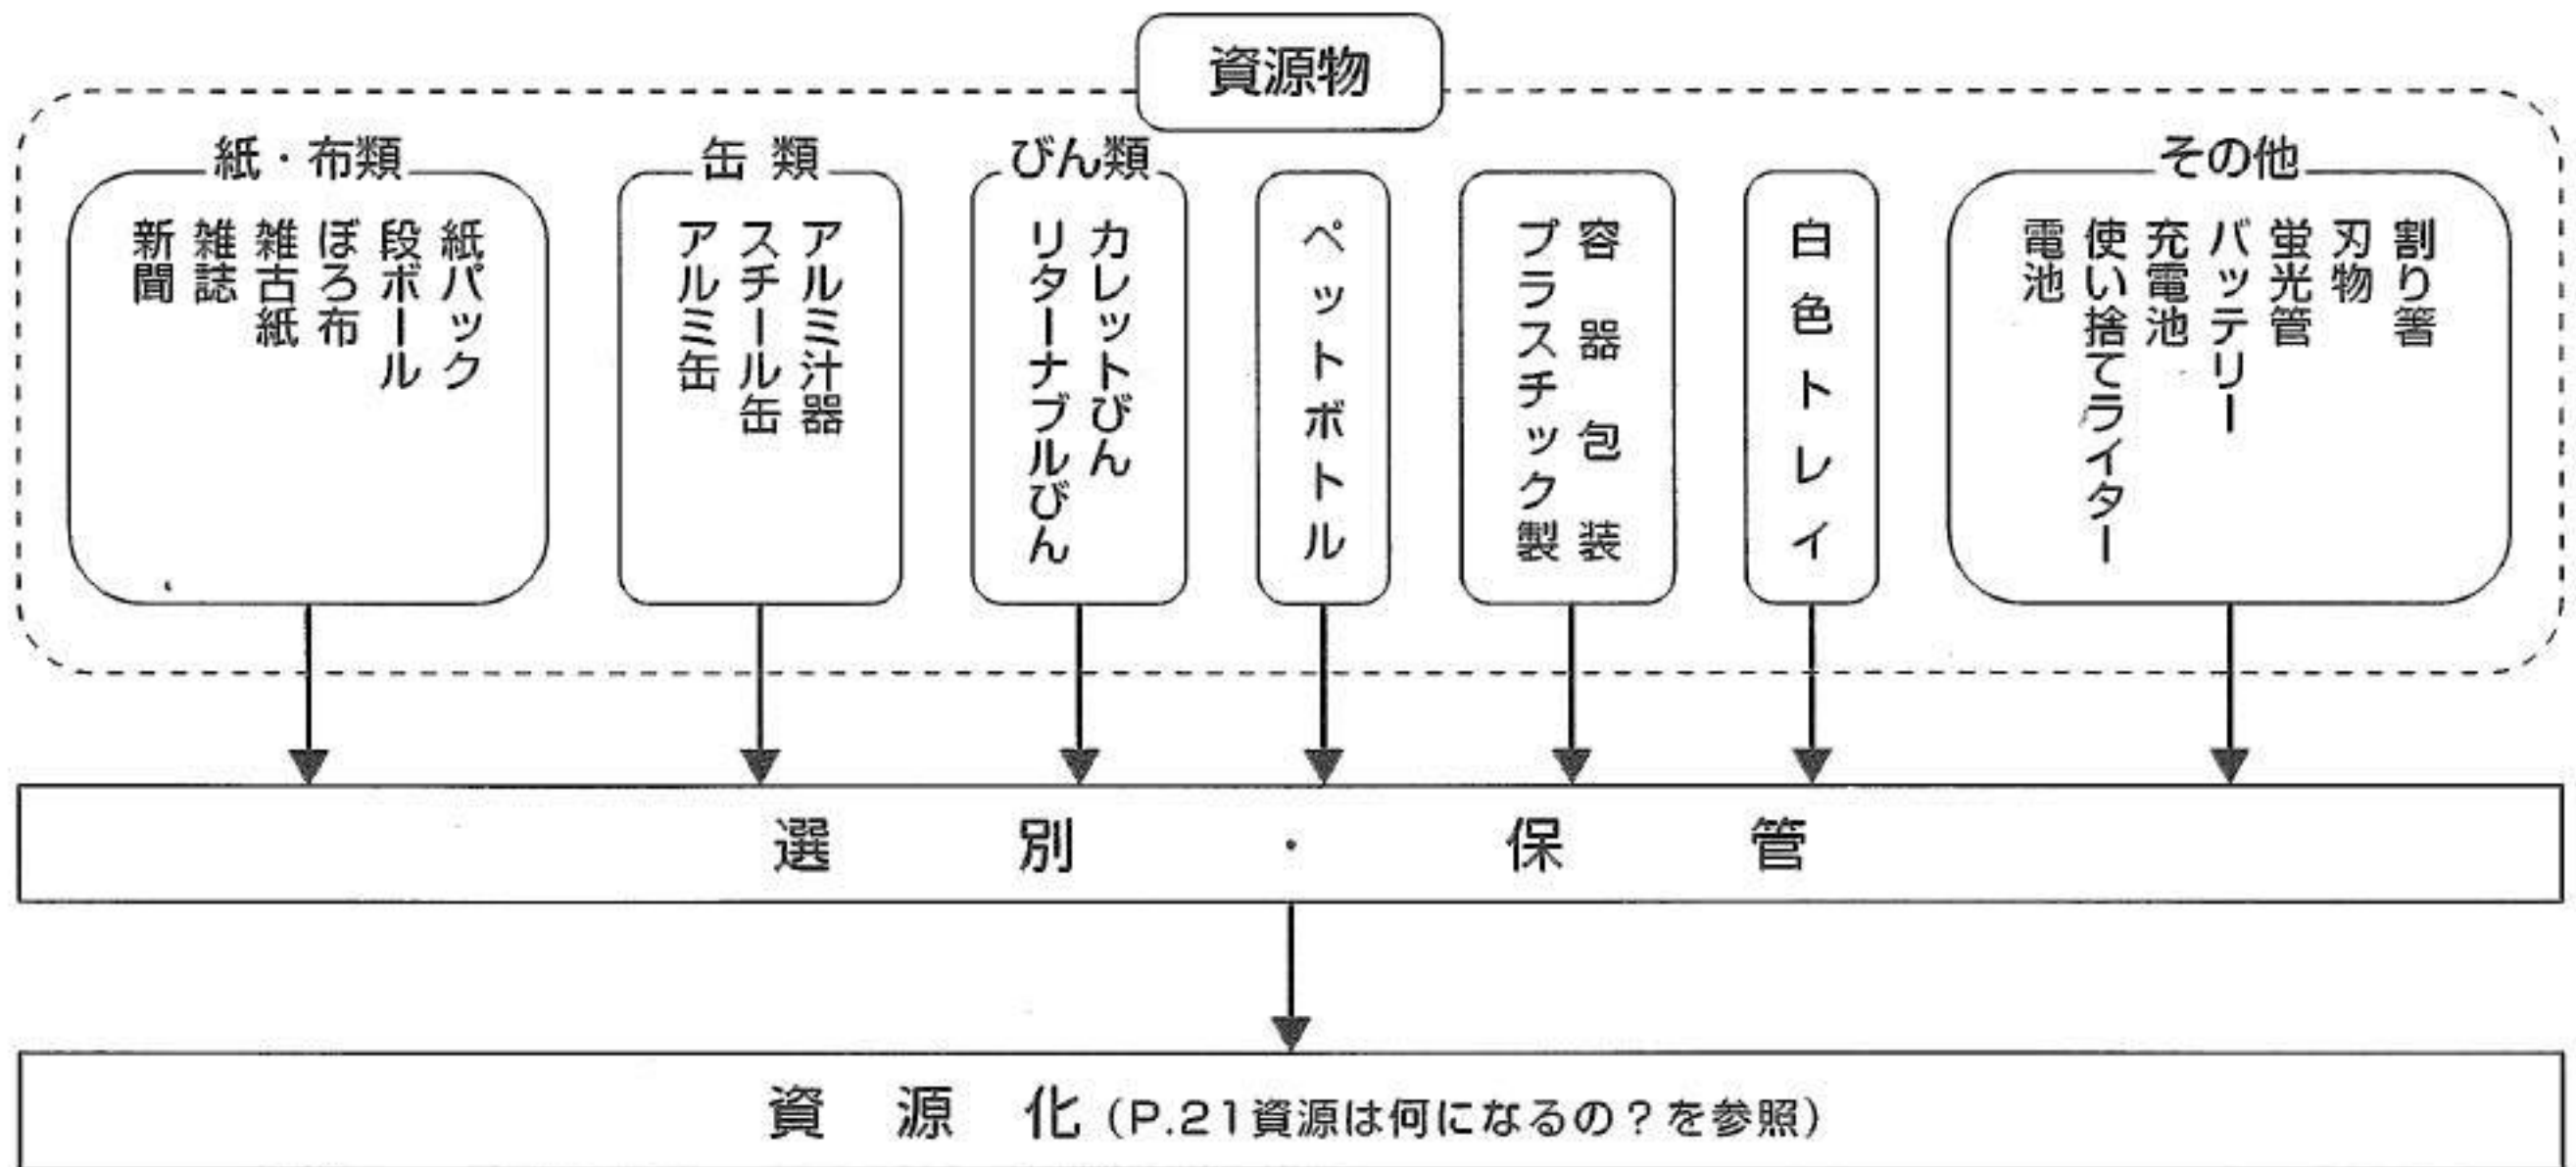 資源物
紙・布類
新聞
雑誌
雑古紙
ぼろ布
段ボール
紙パック
缶類
アルミ缶
スチール缶
アルミ汁器
びん類
リターナブルびん
カレットびん
ペットボトル
プラスチック製
容器包装
白色トレイ
その他
電池
使い捨てライター
充電池
バッテリー
蛍光管
刃物
割り箸
選別・保管
資源化(P.21資源は何になるの?を参照)